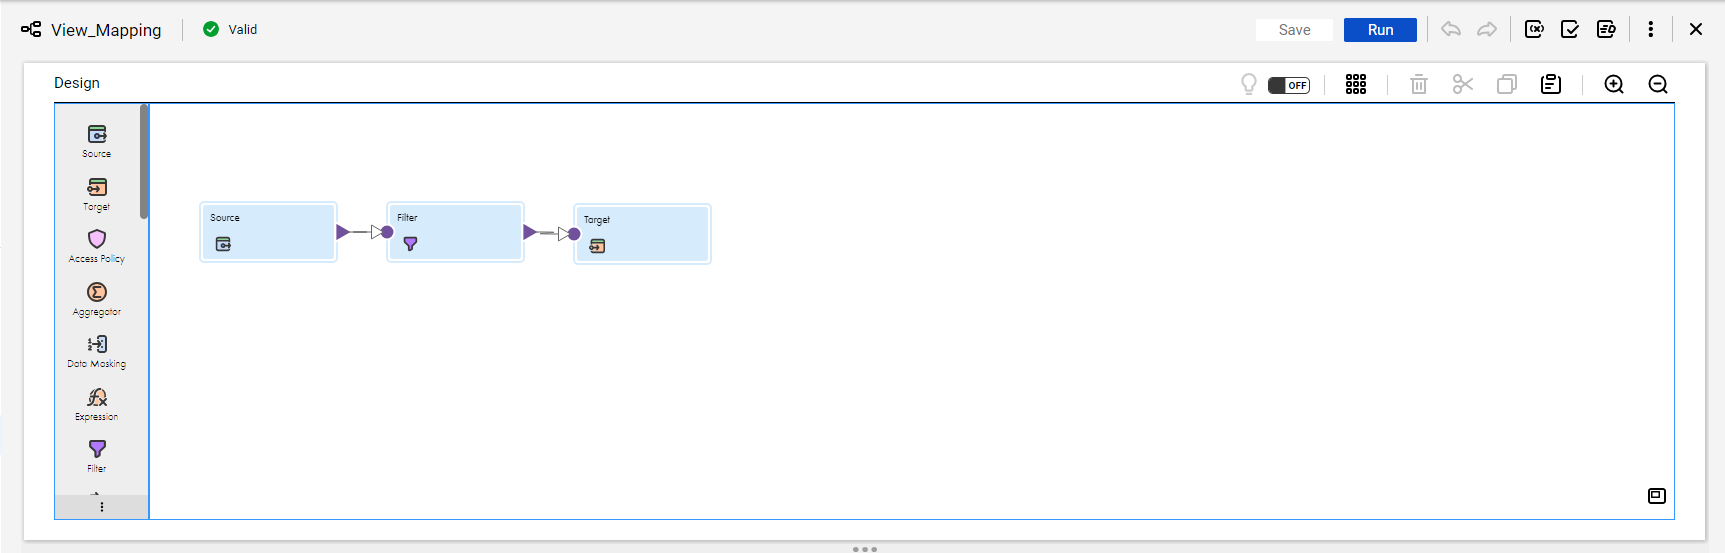 View_Mapping
Valid
Save
Run
Design
OFF
Source
Target
Access Policy
Aggregator
Data Masking
Expression
Filter
Source
Filter
Target